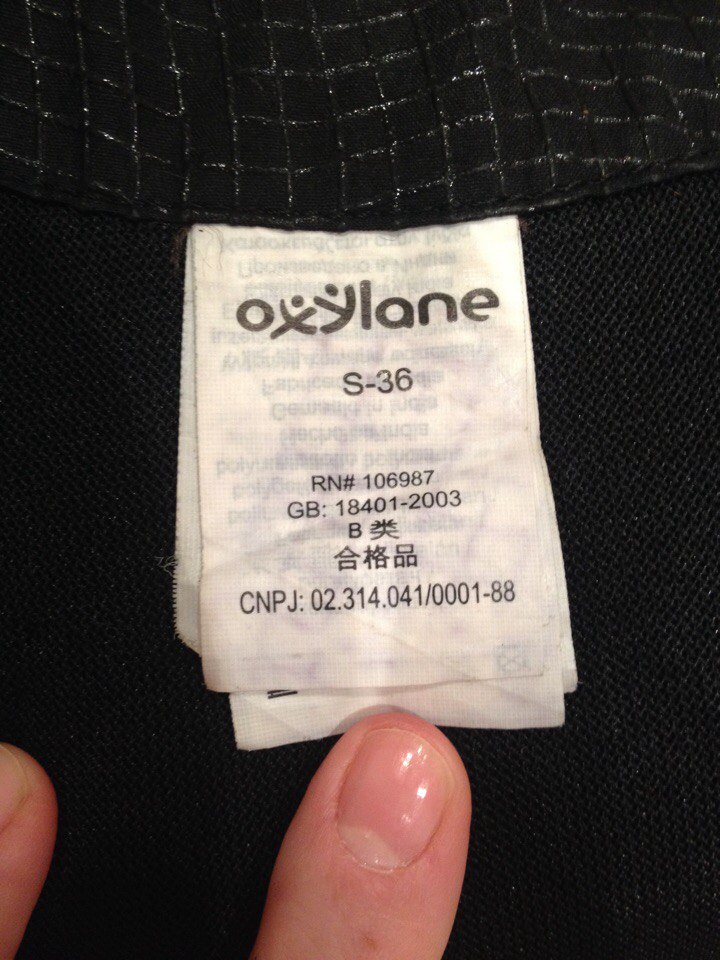 oxylane
S-36
RN# 106987
GB: 18401-2003
B 类
合格品
CNPJ: 02.314.041/0001-88